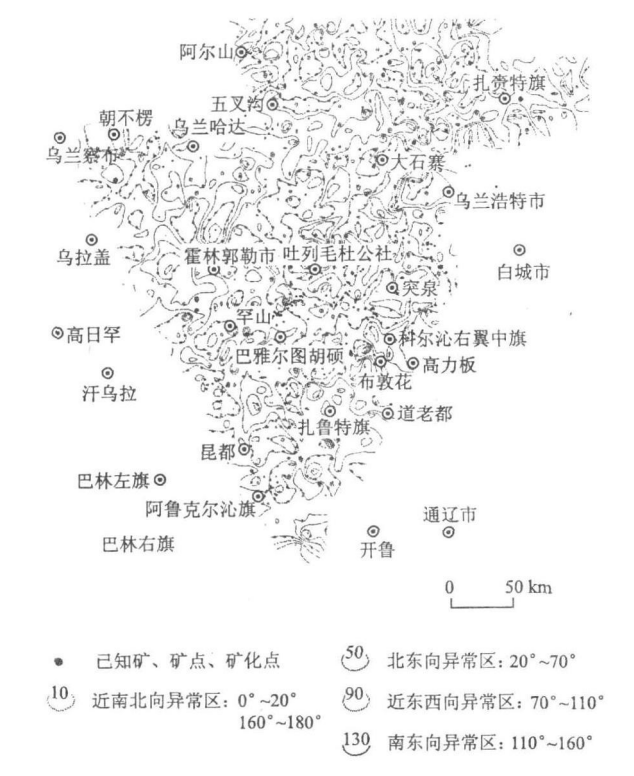 阿尔山
扎赉特旗
五叉沟
朝不楞
乌兰哈达
乌兰察布
大石寨
乌兰浩特市
乌拉盖
霍林郭勒市
吐列毛杜公社
白城市
突泉
罕山
高日罕
科尔沁右翼中旗
巴雅尔图胡硕
高力板
布敦花
汗乌拉
道老都
扎鲁特旗
昆都
巴林左旗
阿鲁克尔沁旗
通辽市
巴林右旗
开鲁
0 50 km
已知矿、矿点、矿化点
50 北东向异常区：20°~70°
10 近南北向异常区：0°~20°
160°~180°
90 近东西向异常区：70°~110°
130 南东向异常区：110°~160°